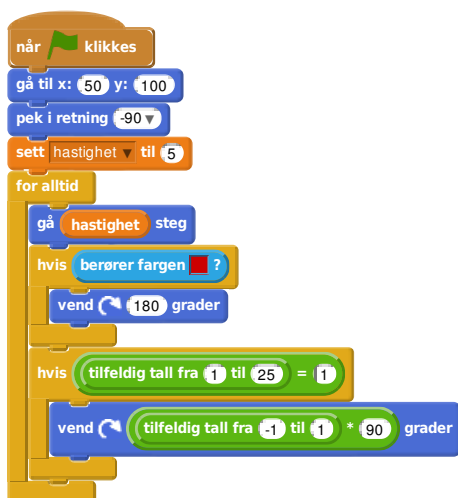 når klikkes
gå til x: 50 y: 100
pek i retning -90▼
sett hastighet ▼ til 5
for alltid
gå hastighet steg
hvis berører fargen ?
vend 180 grader
hvis tilfeldig tall fra 1 til 25 = 1
vend tilfeldig tall fra -1 til 1 * 90 grader